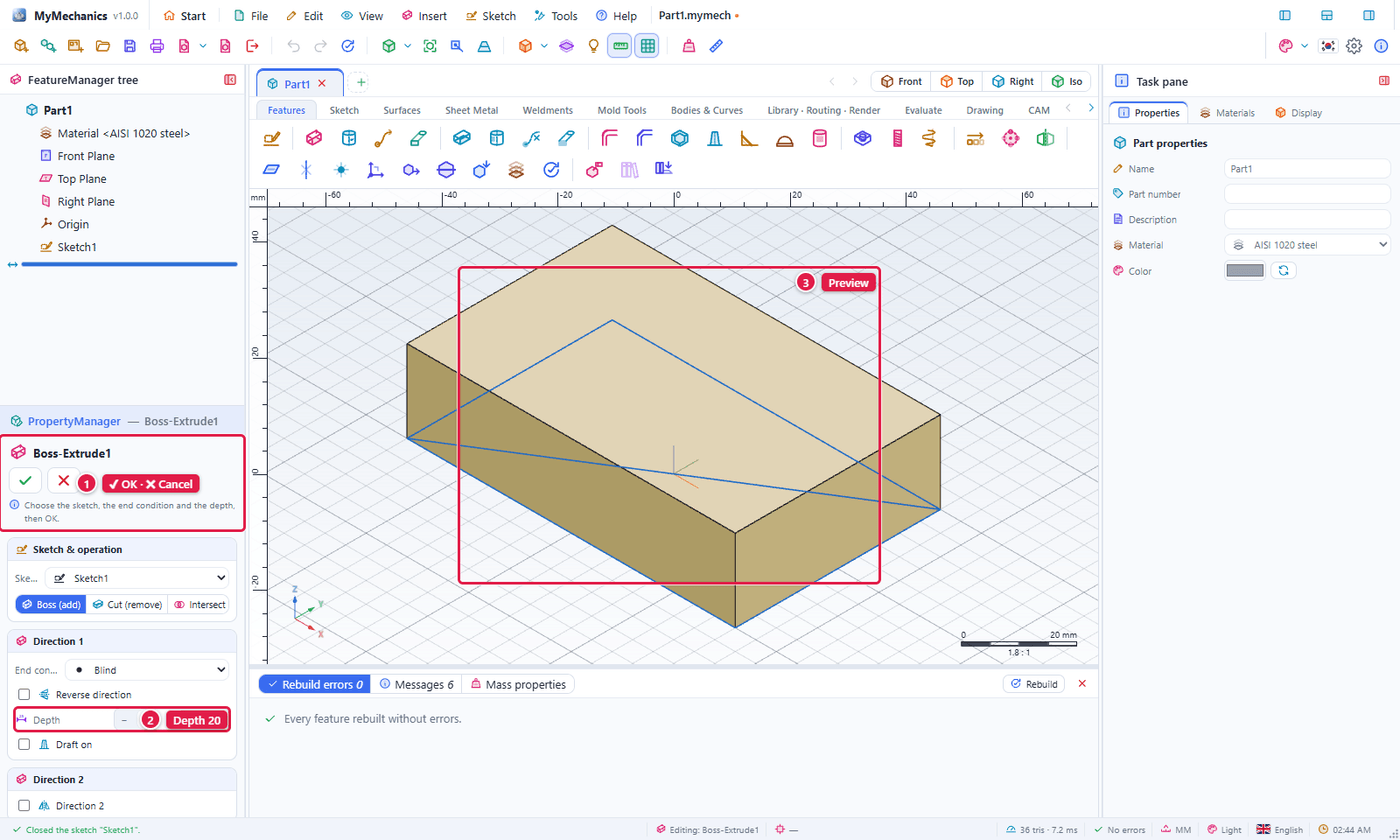 MyMechanics v1.0.0 Start File Edit View Insert Sketch Tools Help Part1.mymech
FeatureManager tree
Part1
Material <AISI 1020 steel>
Front Plane
Top Plane
Right Plane
Origin
Sketch1
PropertyManager — Boss-Extrude1
Boss-Extrude1
1 ✓ OK · ✗ Cancel
Choose the sketch, the end condition and the depth,
then OK.
Sketch & operation
Ske... Sketch1
Boss (add) Cut (remove) Intersect
Direction 1
End con... Blind
Reverse direction
Depth – 2 Depth 20
Draft on
Direction 2
Direction 2
Part1 Front Top Right Iso
Features Sketch Surfaces Sheet Metal Weldments Mold Tools Bodies & Curves Library · Routing · Render Evaluate Drawing CAM
mm -60 -40 -20 0 20 40 60
40
20
0
20
3 Preview
Z
Y
X
0 20 mm
1.8 : 1
Rebuild errors 0 Messages 6 Mass properties Rebuild
Every feature rebuilt without errors.
Task pane
Properties Materials Display
Part properties
Name Part1
Part number
Description
Material AISI 1020 steel
Color
Closed the sketch "Sketch1". Editing: Boss-Extrude1 — 36 tris · 7.2 ms No errors MM Light English 02:44 AM